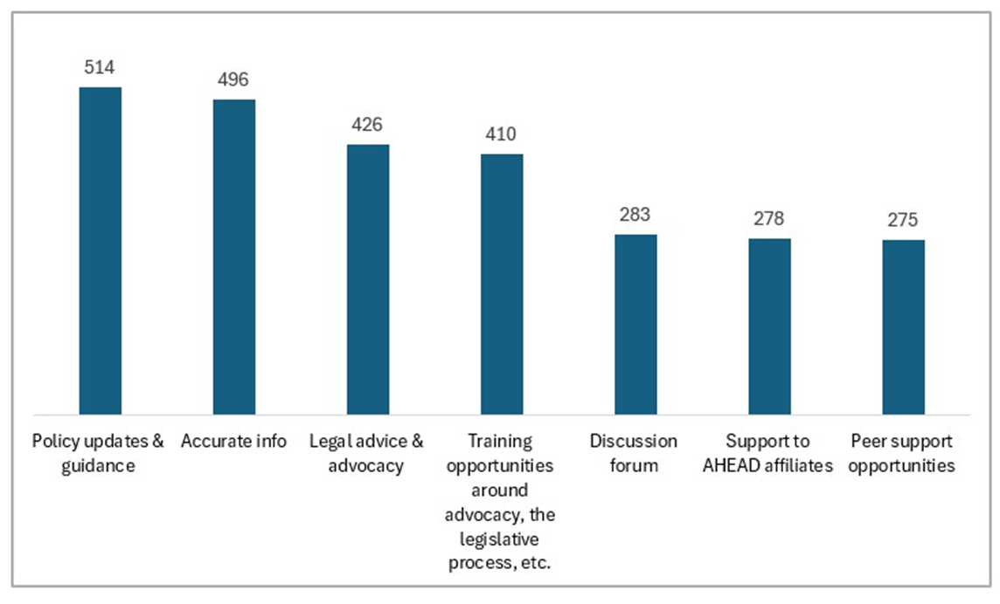 514
496
426
410
283
278
275
Policy updates &
guidance
Accurate info
Legal advice &
advocacy
Training
opportunities
around
advocacy, the
legislative
process, etc.
Discussion
forum
Support to
AHEAD affiliates
Peer support
opportunities